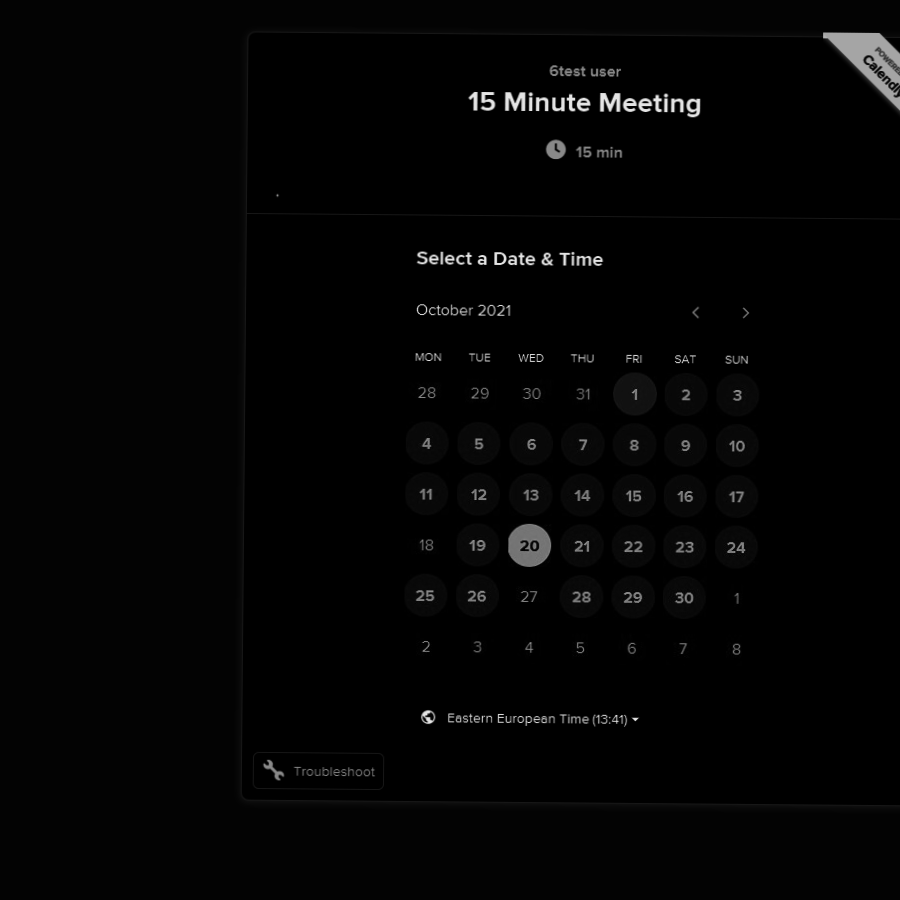 POWERED
Calendly
6test user
15 Minute Meeting
15 min
Select a Date & Time
October 2021
MON TUE WED THU FRI SAT SUN
28 29 30 31 1 2 3
4 5 6 7 8 9 10
11 12 13 14 15 16 17
18 19 20 21 22 23 24
25 26 27 28 29 30 1
2 3 4 5 6 7 8
Eastern European Time (13:41)
Troubleshoot